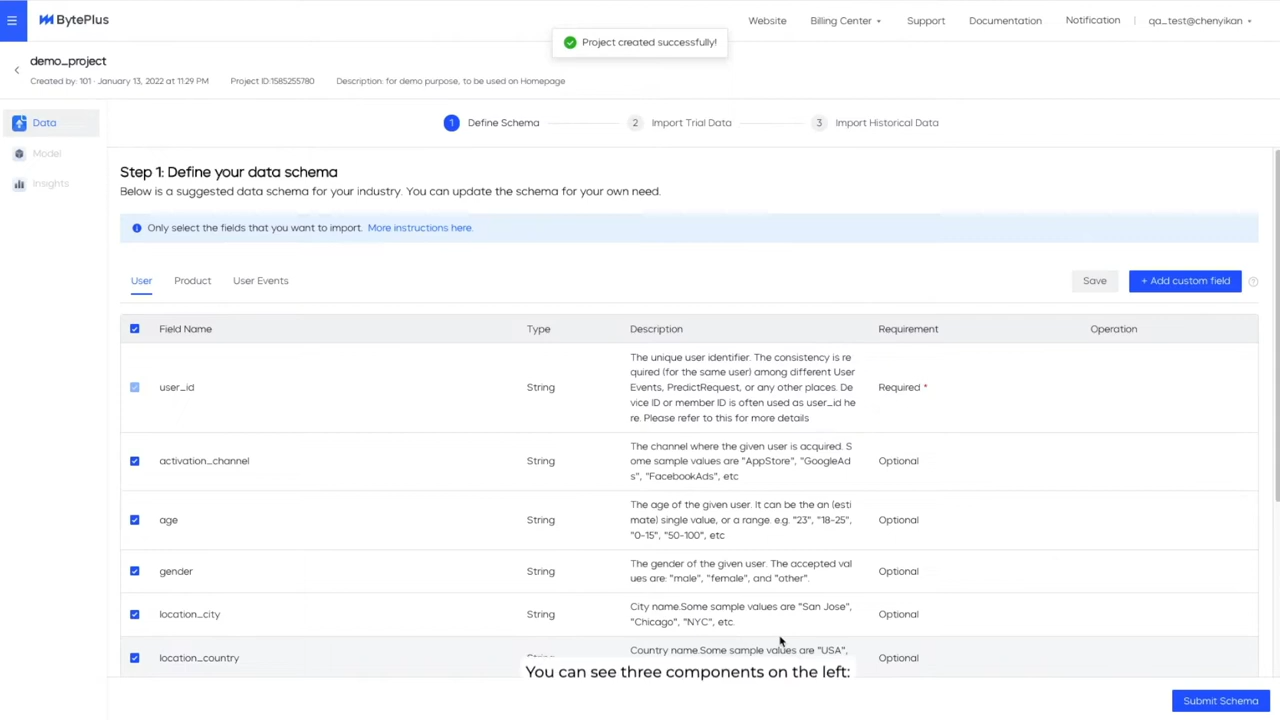 BytePlus
Website
Billing Center
Support
Documentation
Notification
qa_test@chenyikan
Project created successfully!
demo_project
Created by: 101 · January 13, 2022 at 11:29 PM
Project ID:1585255780
Description: for demo purpose, to be used on Homepage
Data
Model
Insights
1 Define Schema
2 Import Trial Data
3 Import Historical Data
Step 1: Define your data schema
Below is a suggested data schema for your industry. You can update the schema for your own need.
Only select the fields that you want to import. More instructions here.
User
Product
User Events
Save
+ Add custom field
Field Name
Type
Description
Requirement
Operation
user_id
String
The unique user identifier. The consistency is re
quired (for the same user) among different User
Events, PredictRequest, or any other places. De
vice ID or member ID is often used as user_id he
re. Please refer to this for more details
Required *
activation_channel
String
The channel where the given user is acquired. S
ome sample values are "AppStore", "GoogleAd
s", "FacebookAds", etc
Optional
age
String
The age of the given user. It can be the an (esti
mate) single value, or a range. e.g. "23", "18-25",
"0-15", "50-100", etc
Optional
gender
String
The gender of the given user. The accepted val
ues are: "male", "female", and "other".
Optional
location_city
String
City name.Some sample values are "San Jose",
"Chicago", "NYC", etc.
Optional
location_country
Country name.Some sample values are "USA",
Optional
You can see three components on the left:
Submit Schema